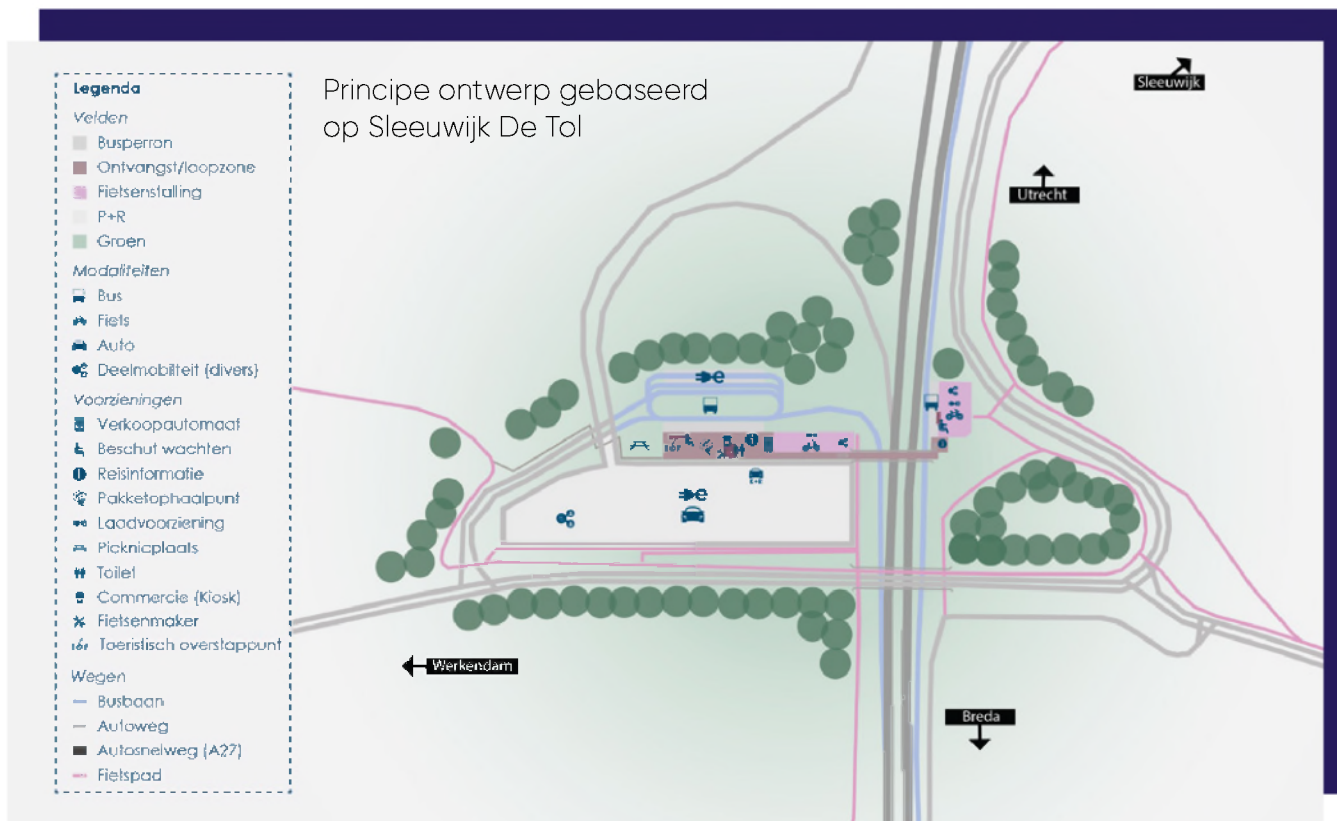 Principe ontwerp gebaseerd
op Sleeuwijk De Tol
Legenda
Velden
Busperron
Ontvangst/loopzone
Fietsenstalling
P+R
Groen
Modaliteiten
Bus
Fiets
Auto
Deelmobiliteit (divers)
Voorzieningen
Verkoopautomaat
Beschut wachten
Reisinformatie
Pakketophaalpunt
Laadvoorziening
Picknicplaats
Toilet
Commercie (Kiosk)
Fietsenmaker
Toeristisch overstappunt
Wegen
Busbaan
Autoweg
Autosnelweg (A27)
Fietspad
Sleeuwijk
Utrecht
Werkendam
Breda